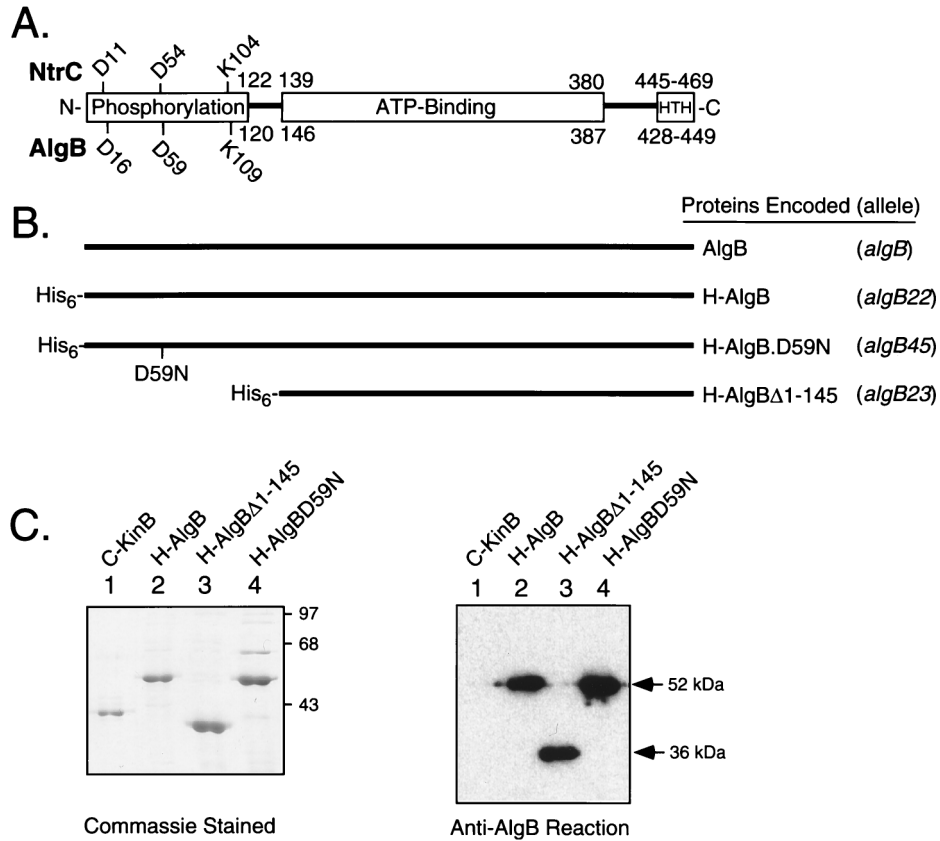 A.
NtrC D11 D54 K104 122 139 380 445-469
N- Phosphorylation ATP-Binding HTH -C
AlgB D16 D59 K109 120 146 387 428-449
B.
Proteins Encoded (allele)
AlgB (algB)
His6- H-AlgB (algB22)
His6- H-AlgB.D59N (algB45)
D59N
His6- H-AlgBΔ1-145 (algB23)
C.
C-KinB H-AlgB H-AlgBΔ1-145 H-AlgBD59N
1 2 3 4
97
68
43
Commassie Stained
C-KinB H-AlgB H-AlgBΔ1-145 H-AlgBD59N
1 2 3 4
52 kDa
36 kDa
Anti-AlgB Reaction